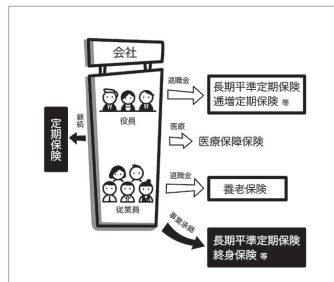 会社
役員
従業員
継続
定期保険
退職金
長期平準定期保険
逓増定期保険 等
医療
医療保障保険
退職金
養老保険
事業承継
長期平準定期保険
終身保険 等